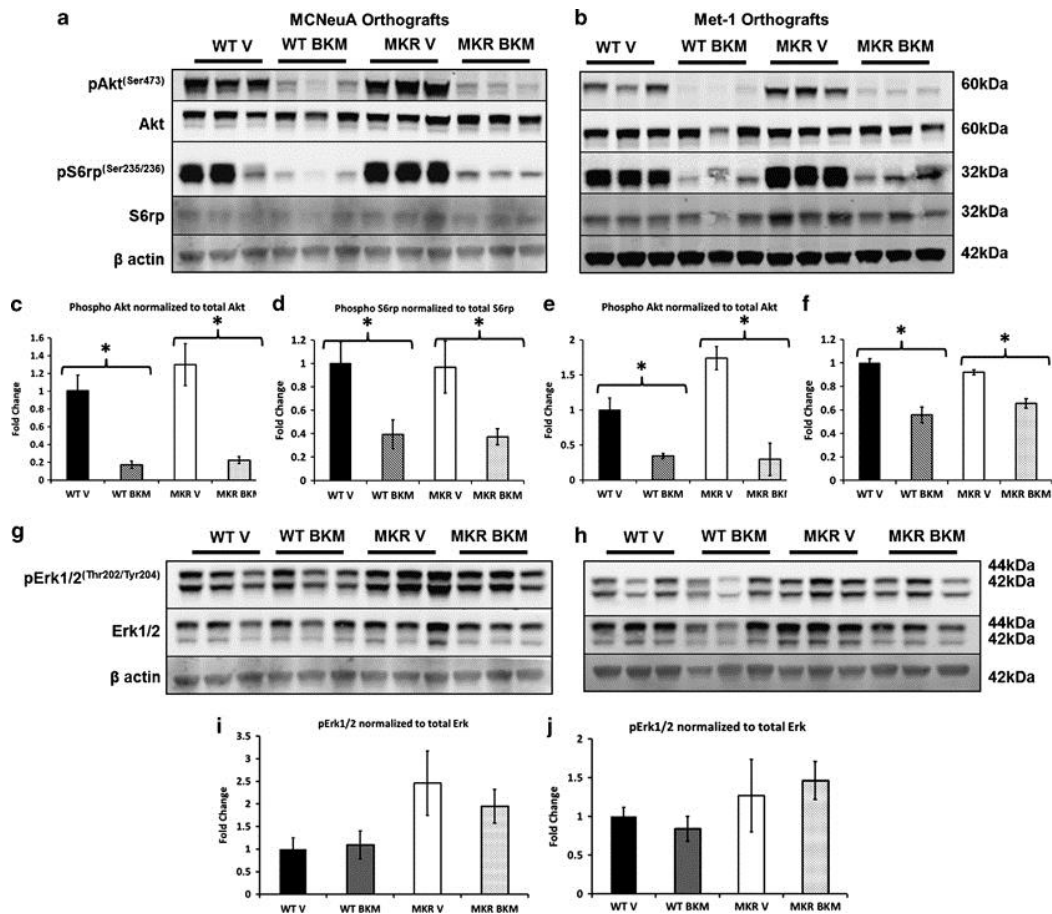 a
MCNeuA Orthografts
WT V WT BKM MKR V MKR BKM
pAkt(Ser473)
Akt
pS6rp(Ser235/236)
S6rp
β actin
b
Met-1 Orthografts
WT V WT BKM MKR V MKR BKM
60kDa
60kDa
32kDa
32kDa
42kDa
c
Phospho Akt normalized to total Akt
Fold Change
1.6
1.4
1.2
1
0.8
0.6
0.4
0.2
0
*
*
WT V WT BKM MKR V MKR BKM
d
Phospho S6rp normalized to total S6rp
Fold Change
1.2
1
0.8
0.6
0.4
0.2
0
*
*
WT V WT BKM MKR V MKR BKM
e
Phospho Akt normalized to total Akt
Fold Change
2
1.5
1
0.5
0
*
*
WT V WT BKM MKR V MKR BKM
f
Fold Change
1.2
1
0.8
0.6
0.4
0.2
0
*
*
WT V WT BKM MKR V MKR BKM
g
WT V WT BKM MKR V MKR BKM
pErk1/2(Thr202/Tyr204)
Erk1/2
β actin
h
WT V WT BKM MKR V MKR BKM
44kDa
42kDa
44kDa
42kDa
42kDa
i
pErk1/2 normalized to total Erk
Fold Change
3.5
3
2.5
2
1.5
1
0.5
0
WT V WT BKM MKR V MKR BKM
j
pErk1/2 normalized to total Erk
Fold Change
2
1.5
1
0.5
0
WT V WT BKM MKR V MKR BKM